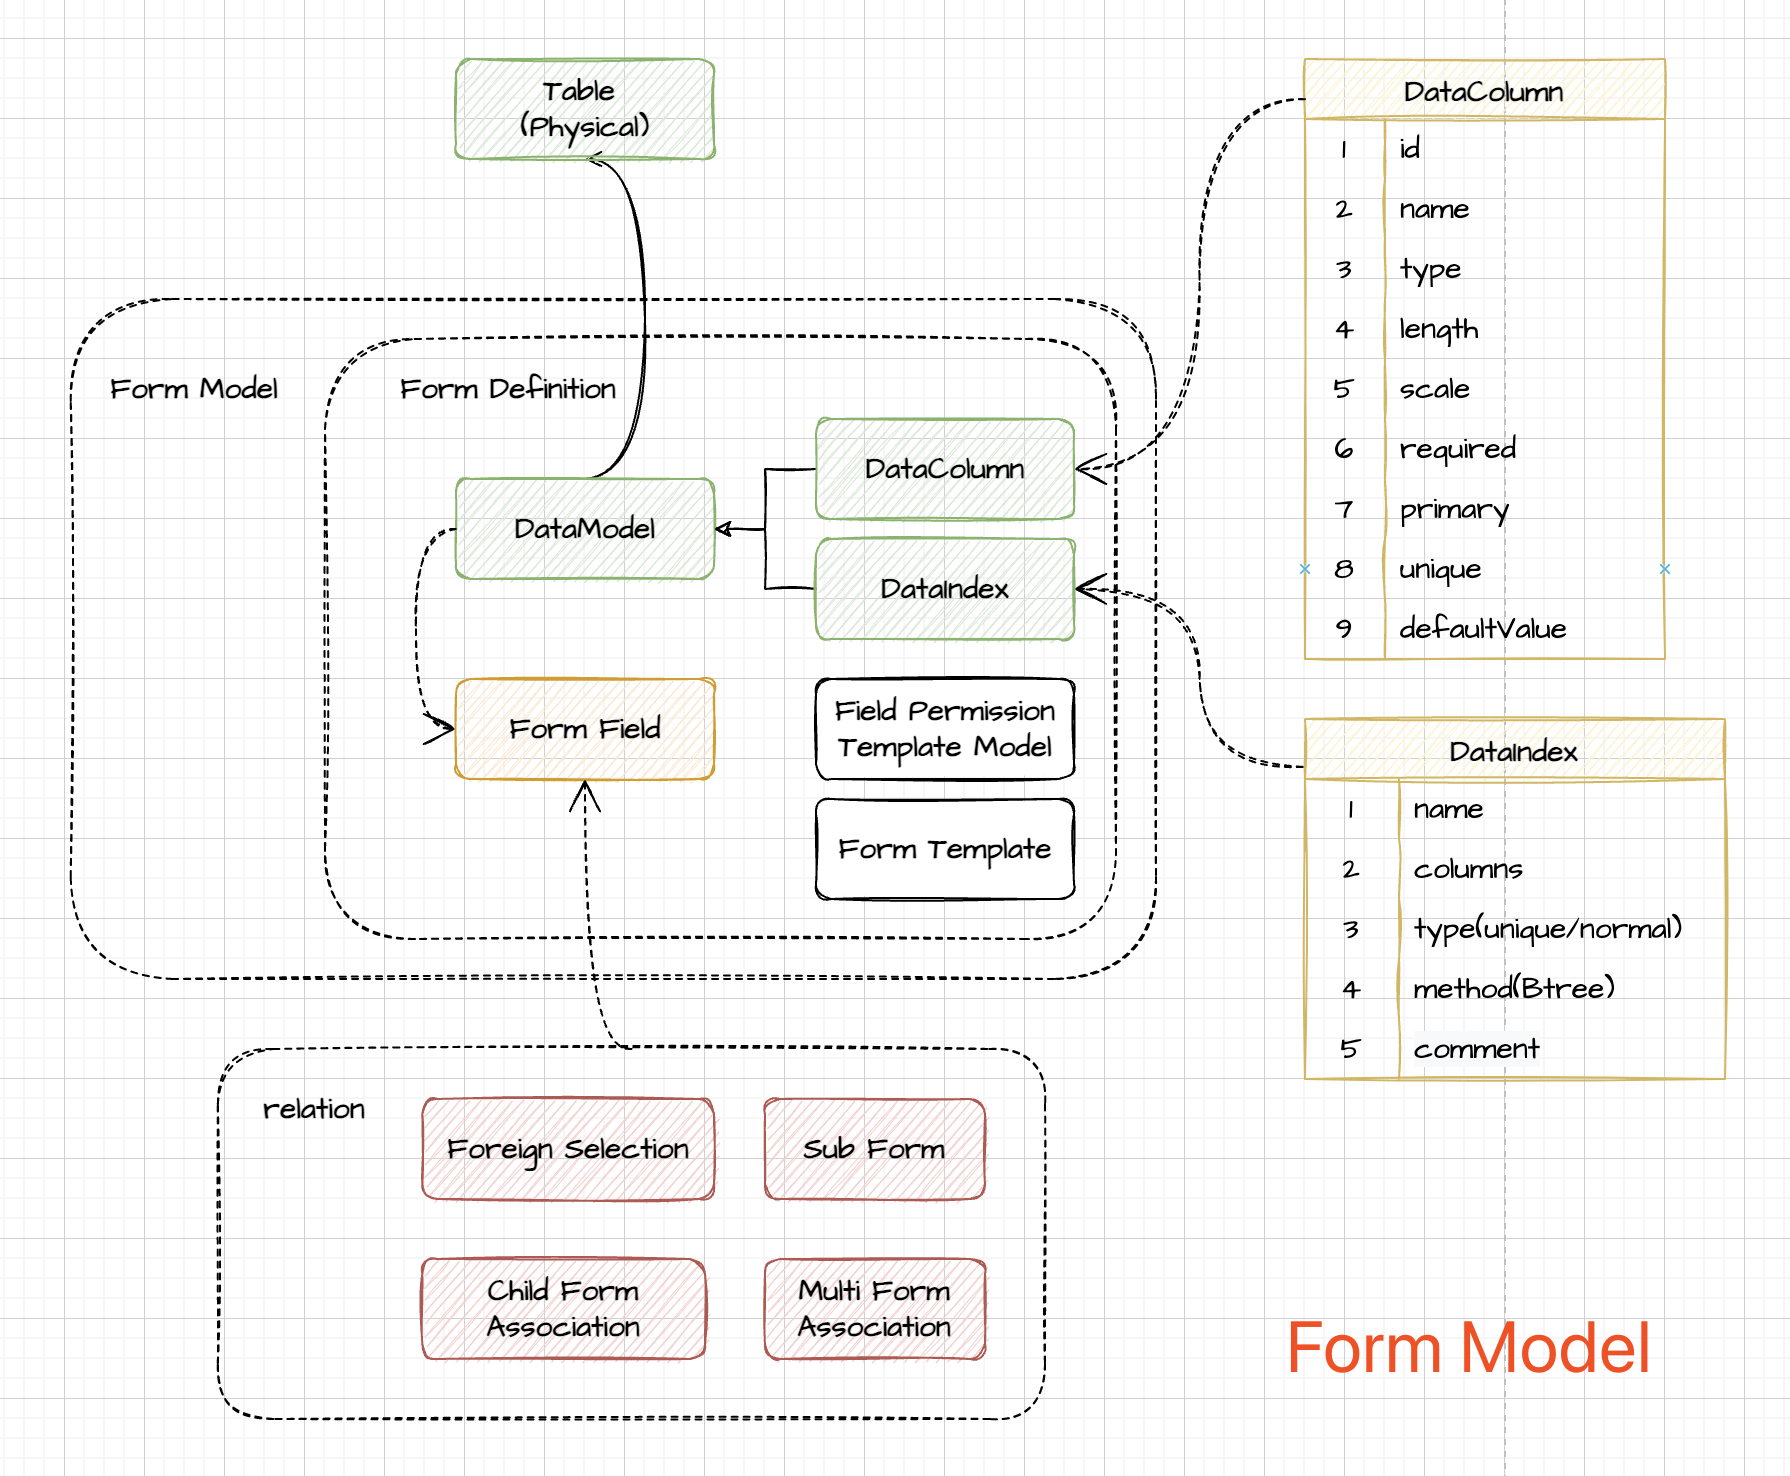 Table
(Physical)
Form Model
Form Definition
DataColumn
DataModel
DataIndex
Form Field
Field Permission
Template Model
Form Template
relation
Foreign Selection
Sub Form
Child Form
Association
Multi Form
Association
DataColumn
1 id
2 name
3 type
4 length
5 scale
6 required
7 primary
8 unique
9 defaultValue
DataIndex
1 name
2 columns
3 type(unique/normal)
4 method(Btree)
5 comment
Form Model